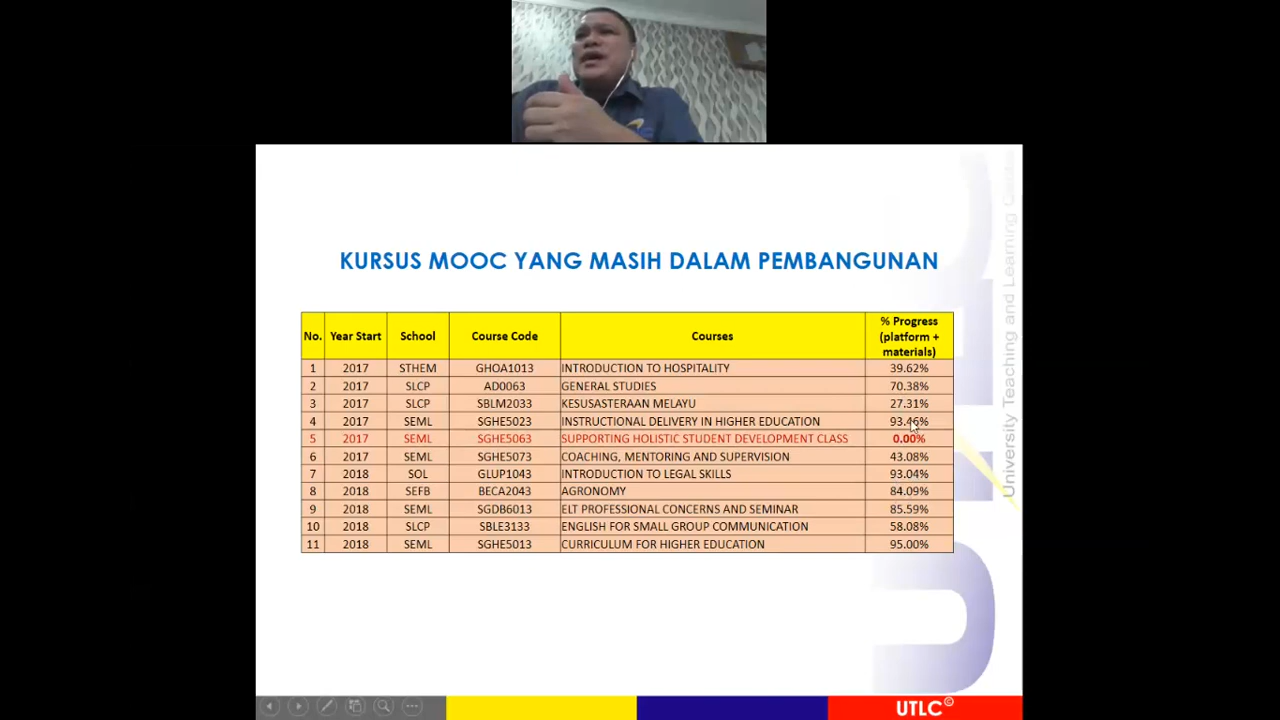 KURSUS MOOC YANG MASIH DALAM PEMBANGUNAN
No. Year Start School Course Code Courses % Progress (platform + materials)
1 2017 STHEM GHOA1013 INTRODUCTION TO HOSPITALITY 39.62%
2 2017 SLCP AD0063 GENERAL STUDIES 70.38%
3 2017 SLCP SBLM2033 KESUSASTERAAN MELAYU 27.31%
4 2017 SEML SGHE5023 INSTRUCTIONAL DELIVERY IN HIGHER EDUCATION 93.46%
5 2017 SEML SGHE5063 SUPPORTING HOLISTIC STUDENT DEVELOPMENT CLASS 0.00%
6 2017 SEML SGHE5073 COACHING, MENTORING AND SUPERVISION 43.08%
7 2018 SOL GLUP1043 INTRODUCTION TO LEGAL SKILLS 93.04%
8 2018 SEFB BECA2043 AGRONOMY 84.09%
9 2018 SEML SGDB6013 ELT PROFESSIONAL CONCERNS AND SEMINAR 85.59%
10 2018 SLCP SBLE3133 ENGLISH FOR SMALL GROUP COMMUNICATION 58.08%
11 2018 SEML SGHE5013 CURRICULUM FOR HIGHER EDUCATION 95.00%
University Teaching and Learning Centre
UTLC©